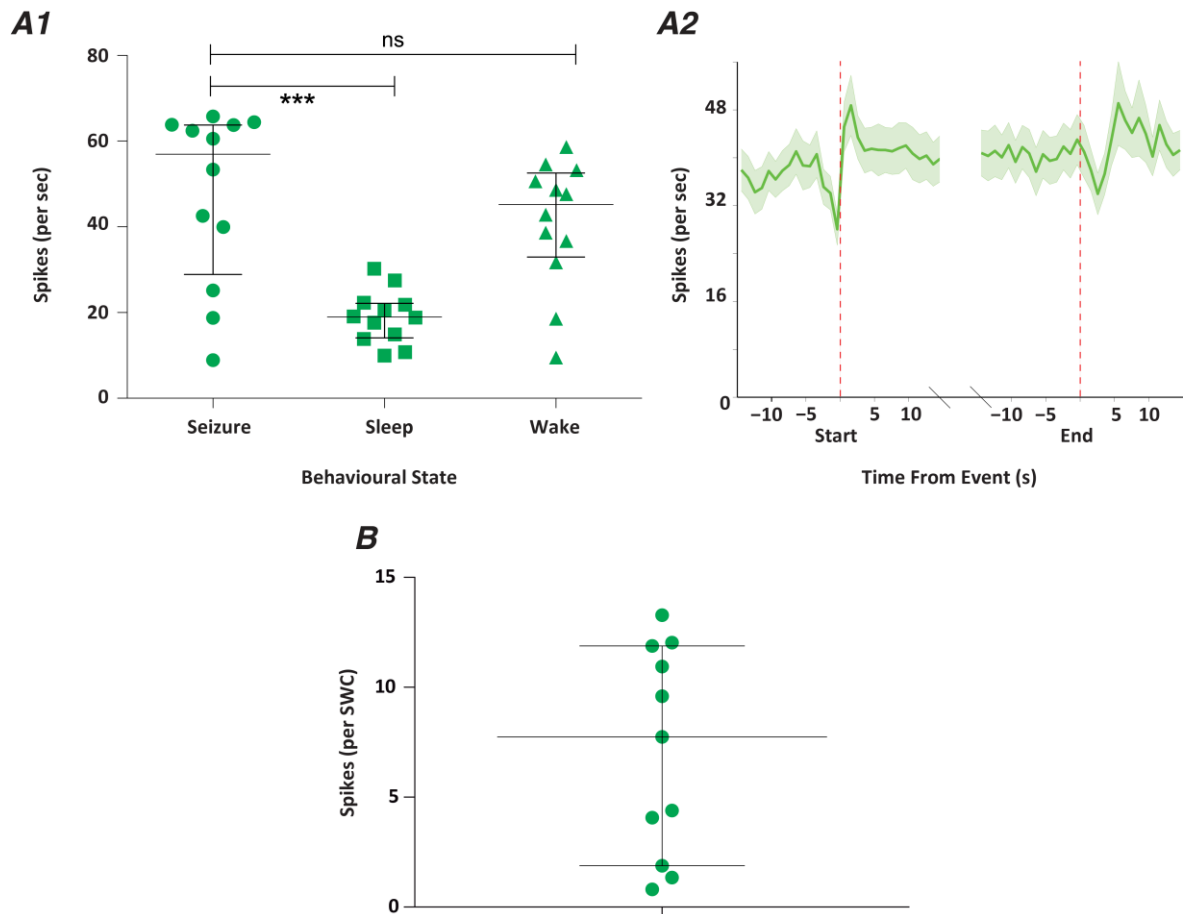 A1
ns
***
80
60
40
20
0
Spikes (per sec)
Seizure Sleep Wake
Behavioural State
A2
48
32
16
0
Spikes (per sec)
−10 −5 5 10 −10 −5 5 10
Start End
Time From Event (s)
B
15
10
5
0
Spikes (per SWC)